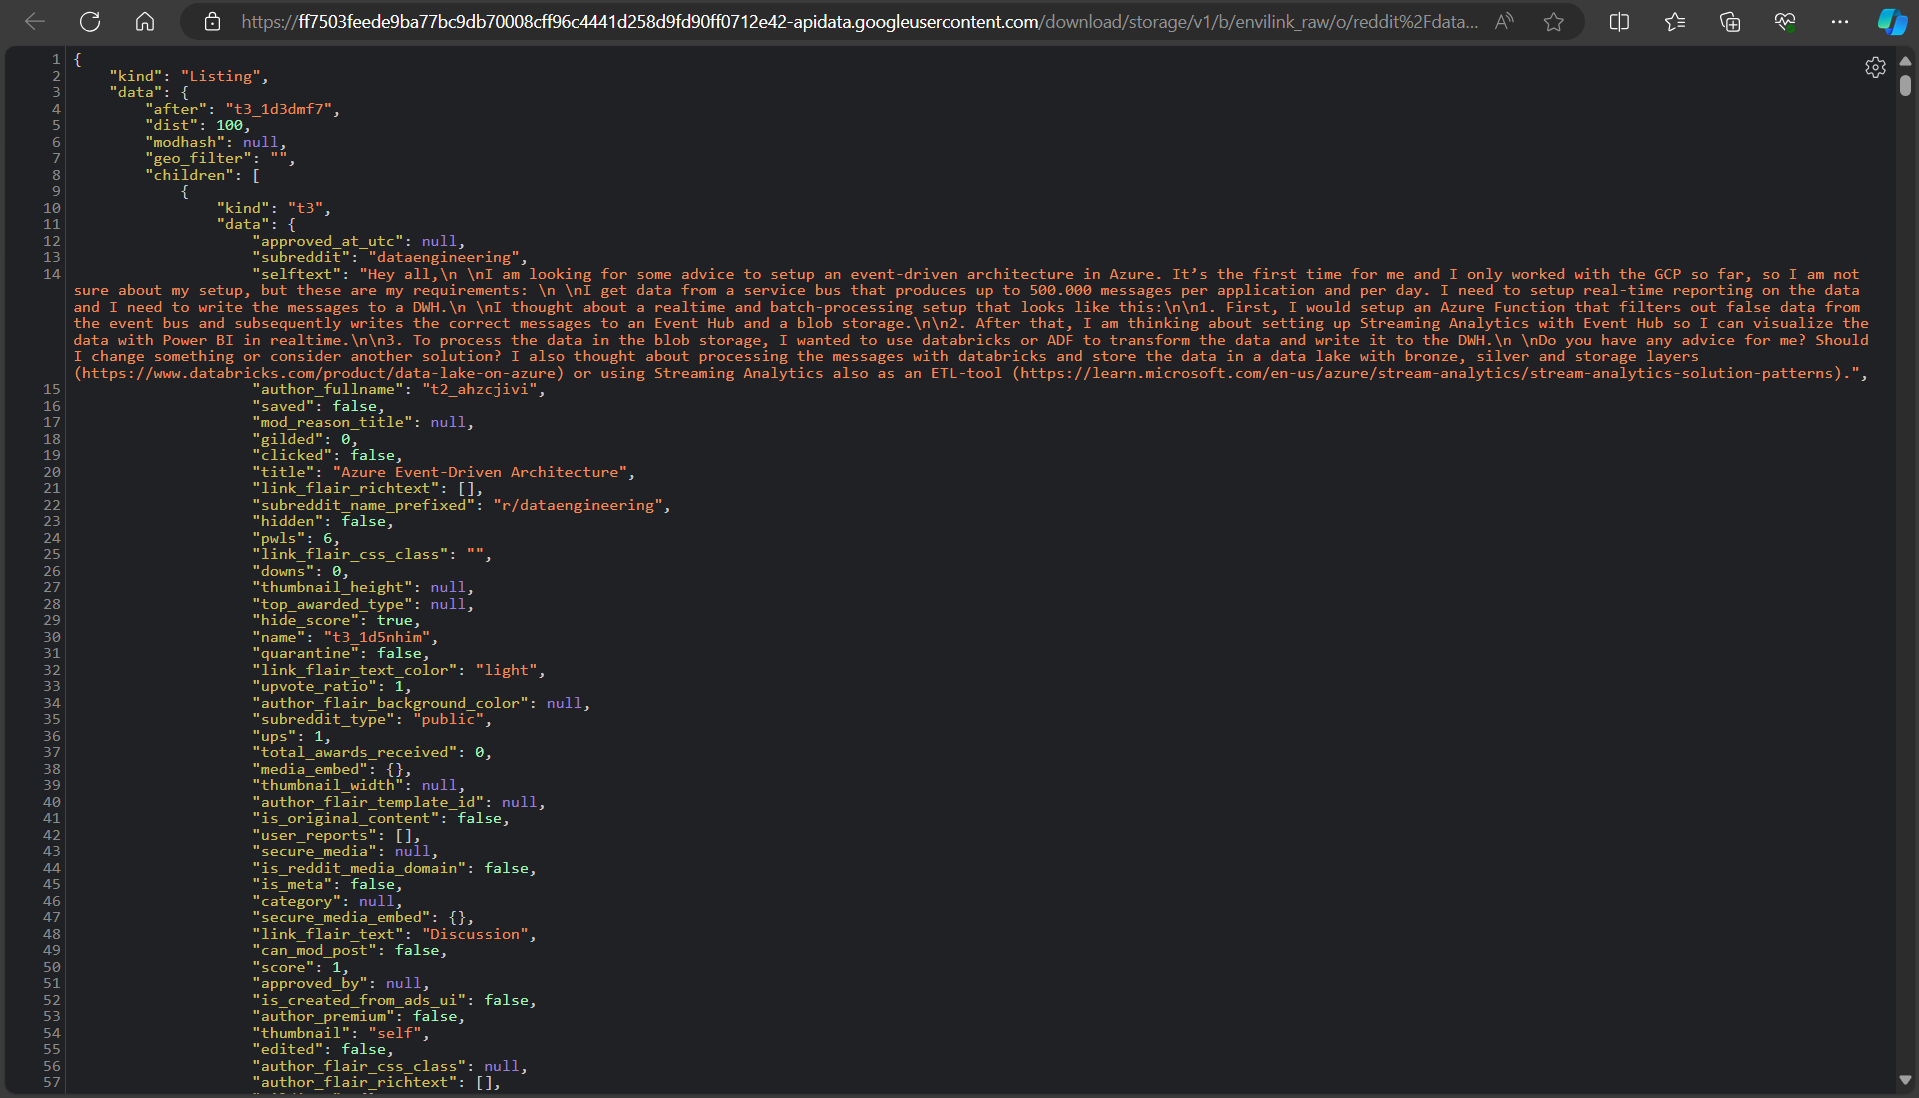 https://ff7503feede9ba77bc9db70008cff96c4441d258d9fd90ff0712e42-apidata.googleusercontent.com/download/storage/v1/b/envilink_raw/o/reddit%2Fdata...
1 {
2 "kind": "Listing",
3 "data": {
4 "after": "t3_1d3dmf7",
5 "dist": 100,
6 "modhash": null,
7 "geo_filter": "",
8 "children": [
9 {
10 "kind": "t3",
11 "data": {
12 "approved_at_utc": null,
13 "subreddit": "dataengineering",
14 "selftext": "Hey all,\n \nI am looking for some advice to setup an event-driven architecture in Azure. It’s the first time for me and I only worked with the GCP so far, so I am not
sure about my setup, but these are my requirements: \n \nI get data from a service bus that produces up to 500.000 messages per application and per day. I need to setup real-time reporting on the data
and I need to write the messages to a DWH.\n \nI thought about a realtime and batch-processing setup that looks like this:\n\n1. First, I would setup an Azure Function that filters out false data from
the event bus and subsequently writes the correct messages to an Event Hub and a blob storage.\n\n2. After that, I am thinking about setting up Streaming Analytics with Event Hub so I can visualize the
data with Power BI in realtime.\n\n3. To process the data in the blob storage, I wanted to use databricks or ADF to transform the data and write it to the DWH.\n \nDo you have any advice for me? Should
I change something or consider another solution? I also thought about processing the messages with databricks and store the data in a data lake with bronze, silver and storage layers
(https://www.databricks.com/product/data-lake-on-azure) or using Streaming Analytics also as an ETL-tool (https://learn.microsoft.com/en-us/azure/stream-analytics/stream-analytics-solution-patterns).",
15 "author_fullname": "t2_ahzcjivi",
16 "saved": false,
17 "mod_reason_title": null,
18 "gilded": 0,
19 "clicked": false,
20 "title": "Azure Event-Driven Architecture",
21 "link_flair_richtext": [],
22 "subreddit_name_prefixed": "r/dataengineering",
23 "hidden": false,
24 "pwls": 6,
25 "link_flair_css_class": "",
26 "downs": 0,
27 "thumbnail_height": null,
28 "top_awarded_type": null,
29 "hide_score": true,
30 "name": "t3_1d5nhim",
31 "quarantine": false,
32 "link_flair_text_color": "light",
33 "upvote_ratio": 1,
34 "author_flair_background_color": null,
35 "subreddit_type": "public",
36 "ups": 1,
37 "total_awards_received": 0,
38 "media_embed": {},
39 "thumbnail_width": null,
40 "author_flair_template_id": null,
41 "is_original_content": false,
42 "user_reports": [],
43 "secure_media": null,
44 "is_reddit_media_domain": false,
45 "is_meta": false,
46 "category": null,
47 "secure_media_embed": {},
48 "link_flair_text": "Discussion",
49 "can_mod_post": false,
50 "score": 1,
51 "approved_by": null,
52 "is_created_from_ads_ui": false,
53 "author_premium": false,
54 "thumbnail": "self",
55 "edited": false,
56 "author_flair_css_class": null,
57 "author_flair_richtext": [],